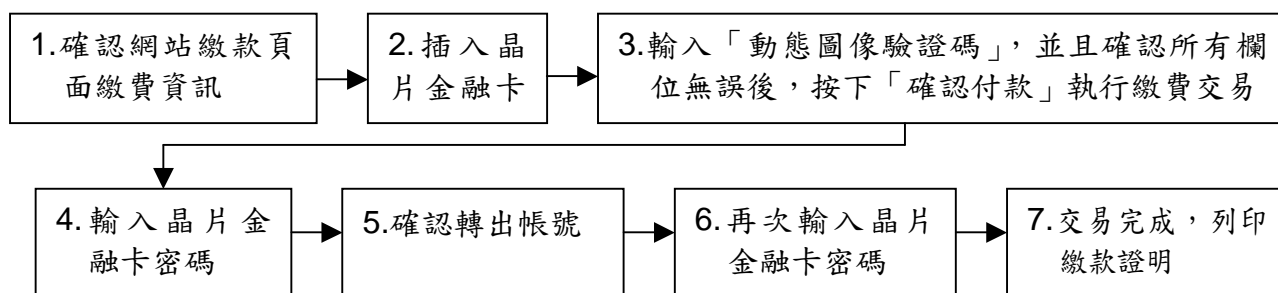 1.確認網站繳款頁
面繳費資訊
2.插入晶
片金融卡
3.輸入「動態圖像驗證碼」，並且確認所有欄
位無誤後，按下「確認付款」執行繳費交易
4.輸入晶片金
融卡密碼
5.確認轉出帳號
6.再次輸入晶片
金融卡密碼
7.交易完成，列印
繳款證明